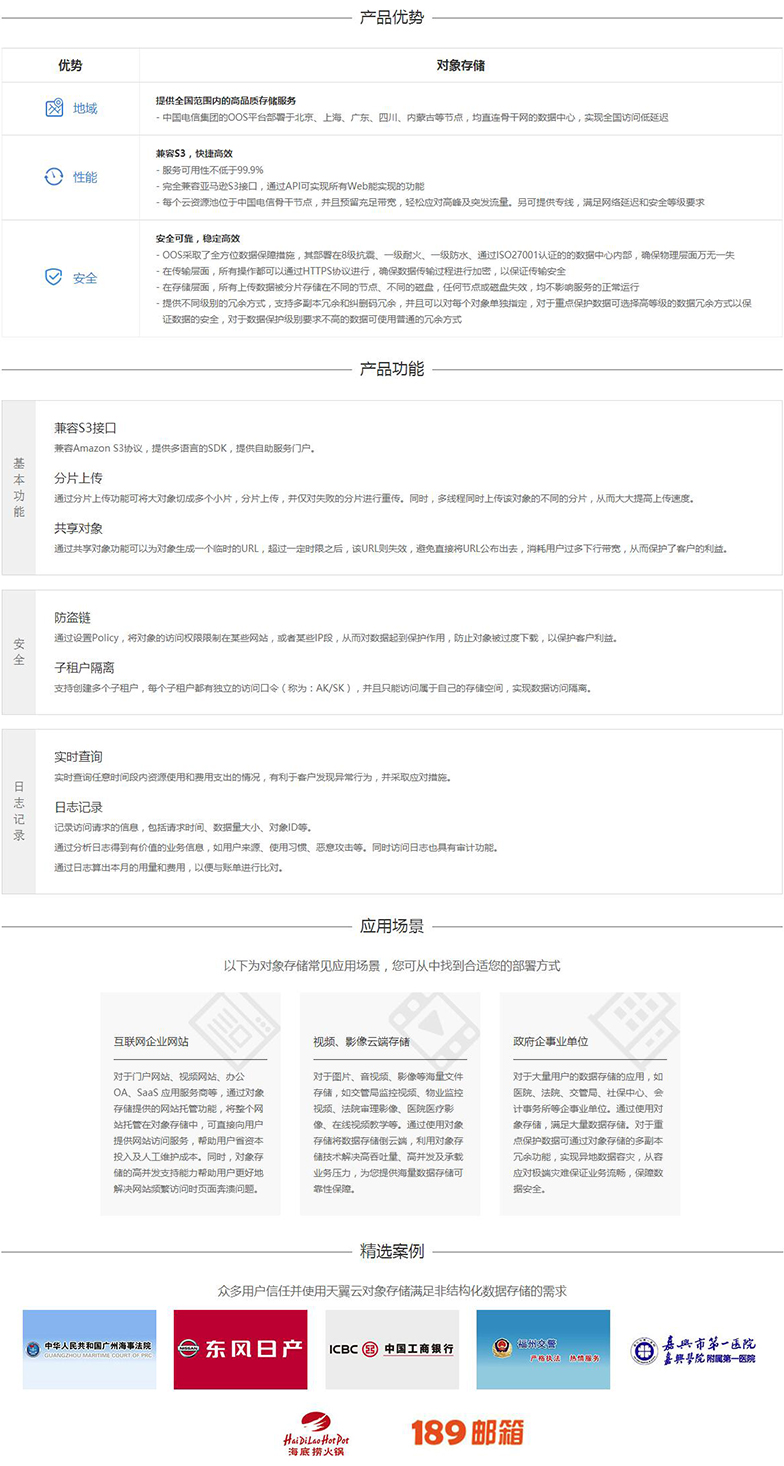 产品优势
优势
对象存储
地域
提供全国范围内的高品质存储服务
- 中国电信集团的OOS平台部署于北京、上海、广东、四川、内蒙古等节点，均直连骨干网的数据中心，实现全国访问低延迟
性能
兼容S3，快捷高效
- 服务可用性不低于99.9%
- 完全兼容亚马逊S3接口，通过API可实现所有Web能实现的功能
- 每个云资源池位于中国电信骨干节点，并且预留充足带宽，轻松应对高峰及突发流量。另可提供专线，满足网络延迟和安全等级要求
安全
安全可靠，稳定高效
- OOS采取了全方位数据保障措施，其部署在8级抗震、一级耐火、一级防水、通过ISO27001认证的的数据中心内部，确保物理层面万无一失
- 在传输层面，所有操作都可以通过HTTPS协议进行，确保数据传输过程进行加密，以保证传输安全
- 在存储层面，所有上传数据被分片存储在不同的节点、不同的磁盘，任何节点或磁盘失效，均不影响服务的正常运行
- 提供不同级别的冗余方式，支持多副本冗余和纠删码冗余，并且可以对每个对象单独指定，对于重点保护数据可选择高等级的数据冗余方式以保
证数据的安全，对于数据保护级别要求不高的数据可使用普通的冗余方式
产品功能
基本功能
兼容S3接口
兼容Amazon S3协议，提供多语言的SDK，提供自助服务门户。
分片上传
通过分片上传功能可将大对象切成多个小片，分片上传，并仅对失败的分片进行重传。同时，多线程同时上传该对象的不同的分片，从而大大提高上传速度。
共享对象
通过共享对象功能可以为对象生成一个临时的URL，超过一定时限之后，该URL则失效，避免直接将URL公布出去，消耗用户过多下行带宽，从而保护了客户的利益。
安全
防盗链
通过设置Policy，将对象的访问权限限制在某些网站，或者某些IP段，从而对数据起到保护作用，防止对象被过度下载，以保护客户利益。
子租户隔离
支持创建多个子租户，每个子租户都有独立的访问口令（称为：AK/SK），并且只能访问属于自己的存储空间，实现数据访问隔离。
日志记录
实时查询
实时查询任意时间段内资源使用和费用支出的情况，有利于客户发现异常行为，并采取应对措施。
日志记录
记录访问请求的信息，包括请求时间、数据量大小、对象ID等。
通过分析日志得到有价值的业务信息，如用户来源、使用习惯、恶意攻击等。同时访问日志也具有审计功能。
通过日志算出本月的用量和费用，以便与账单进行比对。
应用场景
以下为对象存储常见应用场景，您可从中找到合适您的部署方式
互联网企业网站
对于门户网站、视频网站、办公
OA、SaaS 应用服务商等，通过对象
存储提供的网站托管功能，将整个网
站托管在对象存储中，可直接向用户
提供网站访问服务，帮助用户省资本
投入及人工维护成本。同时，对象存
储的高并发支持能力帮助用户更好地
解决网站频繁访问时页面奔溃问题。
视频、影像云端存储
对于图片、音视频、影像等海量文件
存储，如交管局监控视频、物业监控
视频、法院审理影像、医院医疗影
像、在线视频教学等。通过使用对象
存储将数据存储倒云端，利用对象存
储技术解决高吞吐量、高并发及承载
业务压力，为您提供海量数据存储可
靠性保障。
政府企事业单位
对于大量用户的数据存储的应用，如
医院、法院、交管局、社保中心、会
计事务所等企事业单位。通过使用对
象存储，满足大量数据存储。对于重
点保护数据可通过对象存储的多副本
冗余功能，实现异地数据容灾，从容
应对极端灾难保证业务流畅，保障数
据安全。
精选案例
众多用户信任并使用天翼云对象存储满足非结构化数据存储的需求
中华人民共和国广州海事法院
GUANGZHOU MARITIME COURT OF PRC
NISSAN
东风日产
ICBC 中国工商银行
福州交警
严格执法 热情服务
嘉兴市第一医院
嘉兴学院附属第一医院
HaiDiLaoHotPot
海底捞火锅
189邮箱